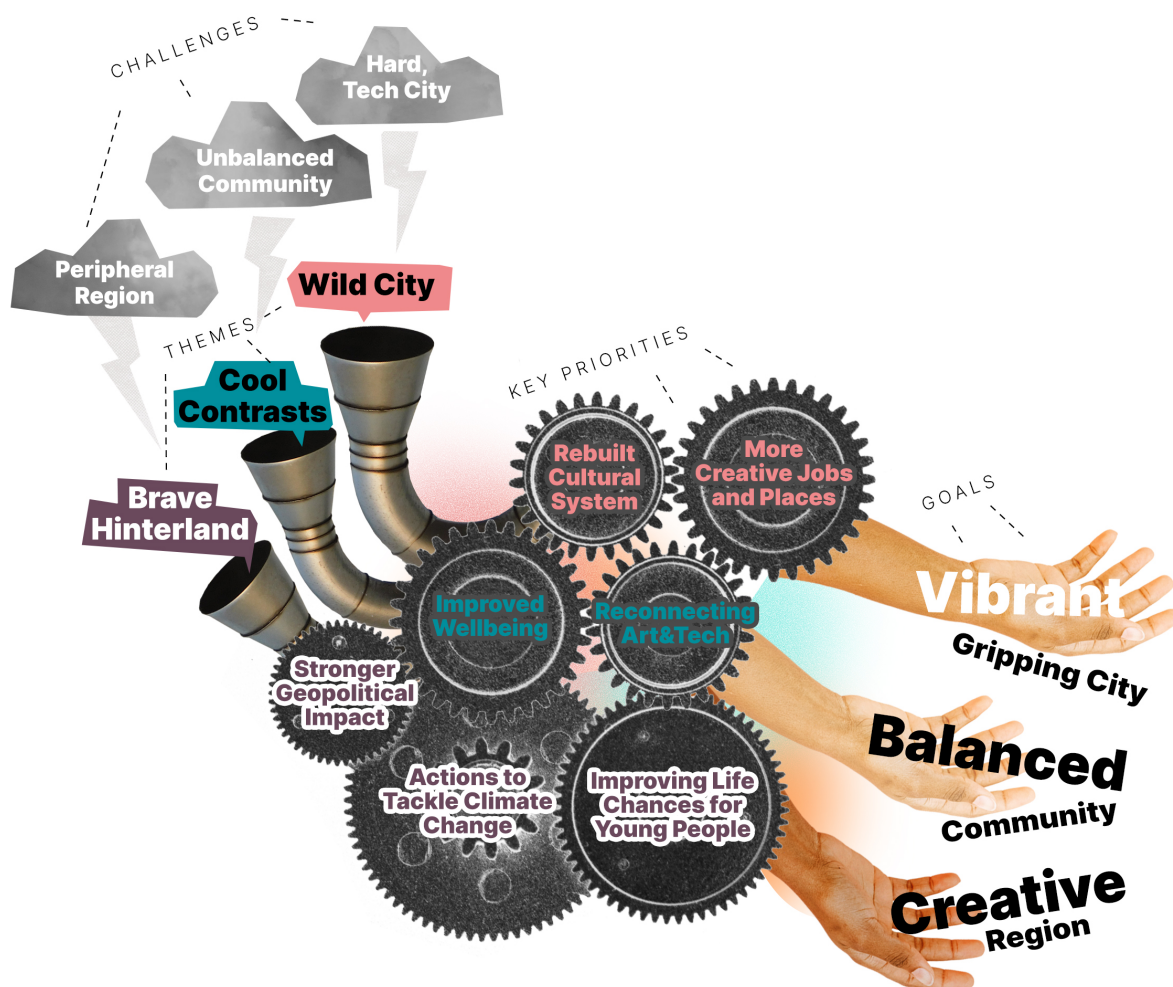 CHALLENGES
Hard,
Tech City
Unbalanced
Community
Peripheral
Region
THEMES
Wild City
Cool
Contrasts
Brave
Hinterland
KEY PRIORITIES
Rebuilt
Cultural
System
More
Creative Jobs
and Places
Improved
Wellbeing
Reconnecting
Art&Tech
Stronger
Geopolitical
Impact
Actions to
Tackle Climate
Change
Improving Life
Chances for
Young People
GOALS
Vibrant
Gripping City
Balanced
Community
Creative
Region